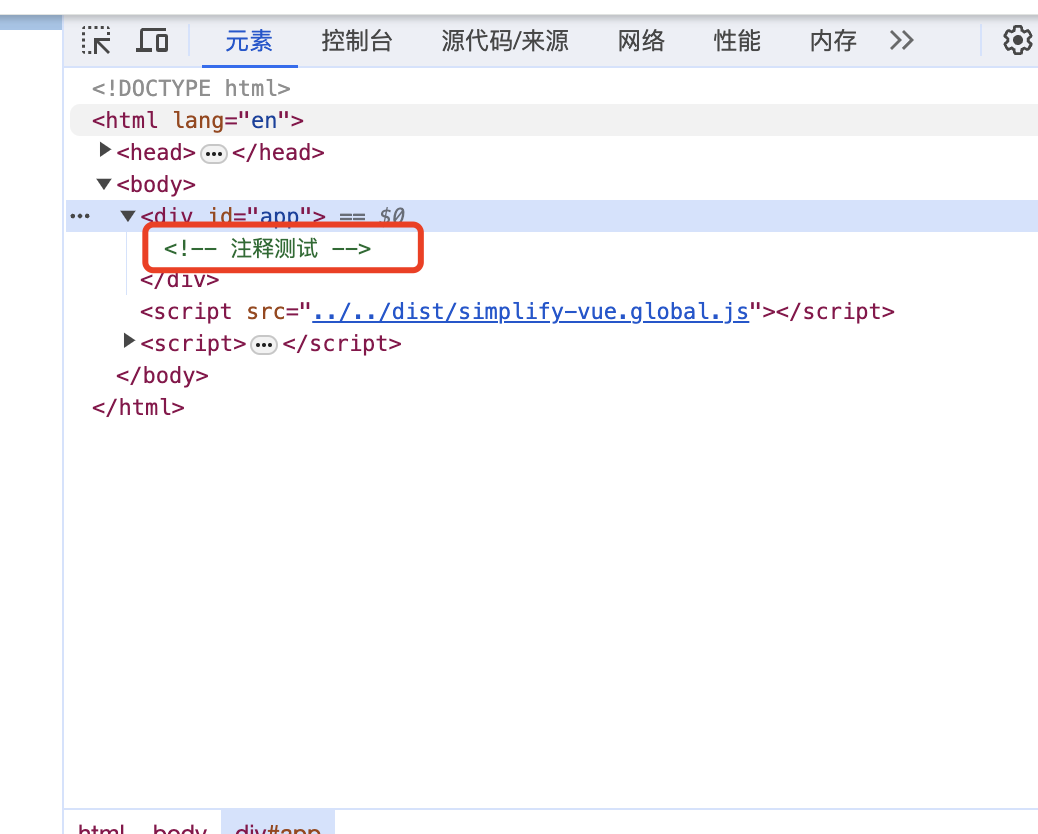 元素 控制台 源代码/来源 网络 性能 内存
<!DOCTYPE html>
<html lang="en">
<head> ••• </head>
<body>
••• <div id="app"> == $0
<!-- 注释测试 -->
</div>
<script src="../../dist/simplify-vue.global.js"></script>
<script> ••• </script>
</body>
</html>
html body div#app